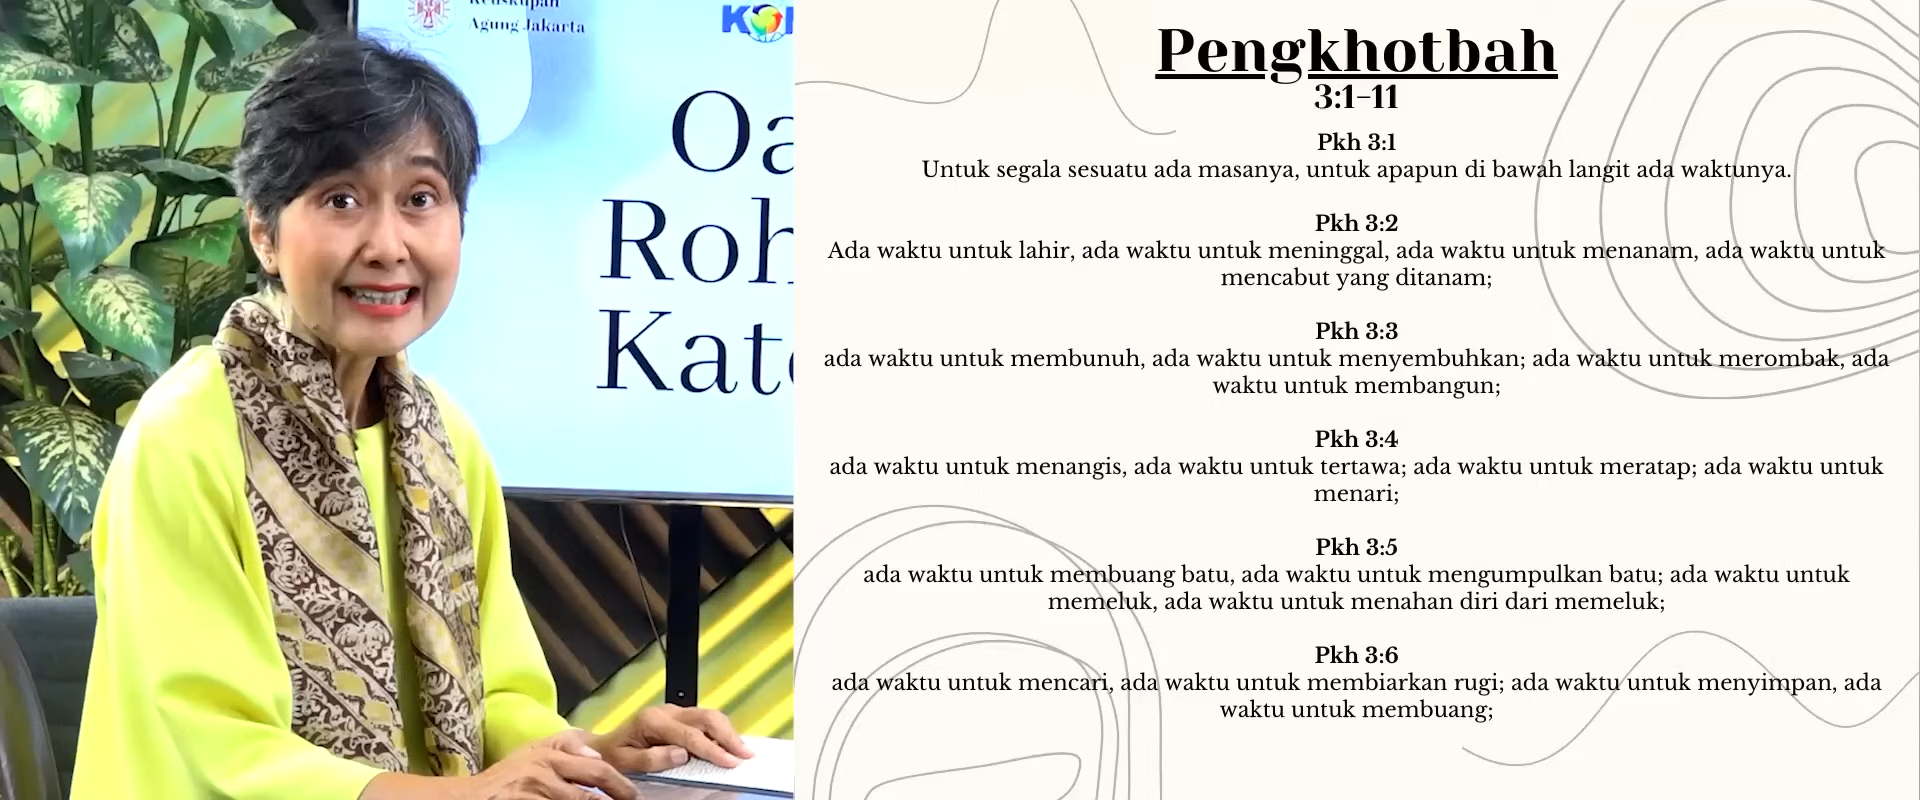 Keuskupan
Agung Jakarta
Oa
Roh
Kat
Pengkhotbah
3:1-11
Pkh 3:1
Untuk segala sesuatu ada masanya, untuk apapun di bawah langit ada waktunya.
Pkh 3:2
Ada waktu untuk lahir, ada waktu untuk meninggal, ada waktu untuk menanam, ada waktu untuk
mencabut yang ditanam;
Pkh 3:3
ada waktu untuk membunuh, ada waktu untuk menyembuhkan; ada waktu untuk merombak, ada
waktu untuk membangun;
Pkh 3:4
ada waktu untuk menangis, ada waktu untuk tertawa; ada waktu untuk meratap; ada waktu untuk
menari;
Pkh 3:5
ada waktu untuk membuang batu, ada waktu untuk mengumpulkan batu; ada waktu untuk
memeluk, ada waktu untuk menahan diri dari memeluk;
Pkh 3:6
ada waktu untuk mencari, ada waktu untuk membiarkan rugi; ada waktu untuk menyimpan, ada
waktu untuk membuang;